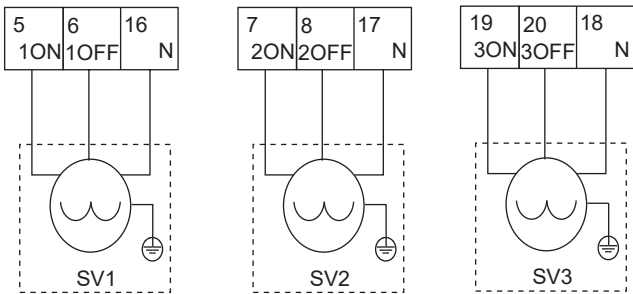 5 6 16
1ON 1OFF N
7 8 17
2ON 2OFF N
19 20 18
3ON 3OFF N
SV1
SV2
SV3